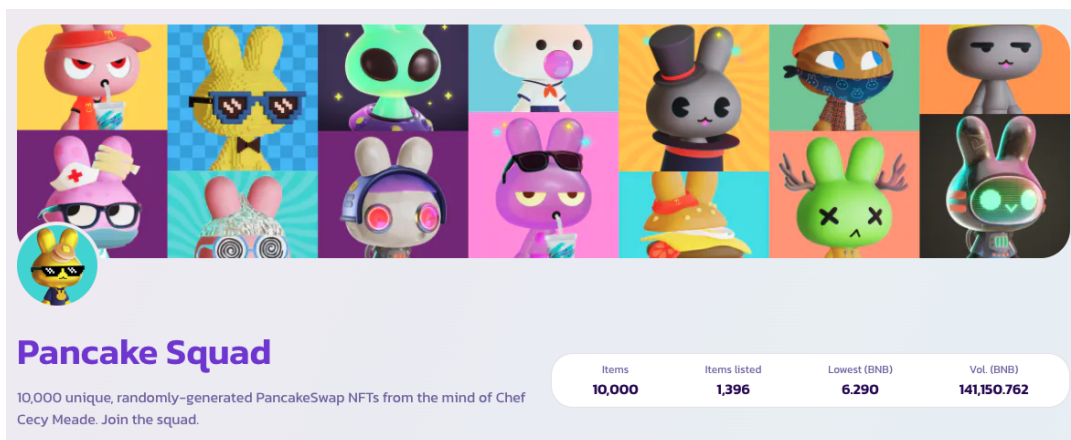 Pancake Squad
10,000 unique, randomly-generated PancakeSwap NFTs from the mind of Chef
Cecy Meade. Join the squad.
Items
10,000
Items listed
1,396
Lowest (BNB)
6.290
Vol. (BNB)
141,150.762